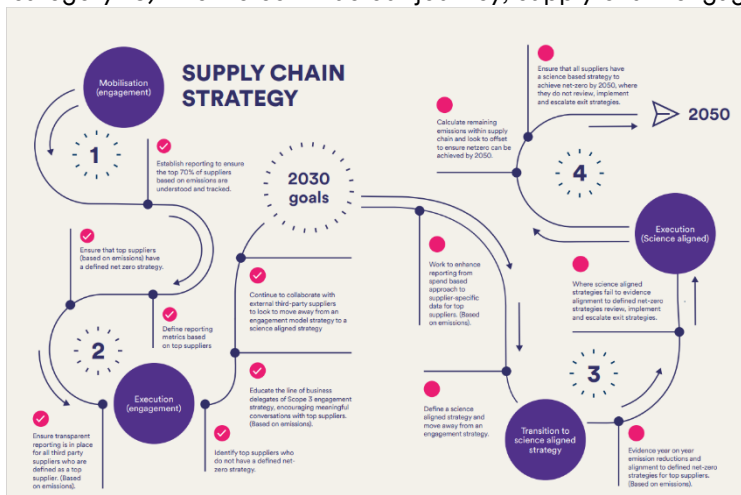 journey, supply chain
SUPPLY CHAIN
STRATEGY
Mobilisation
(engagement)
1
Establish reporting to ensure
the top 70% of suppliers
based on emissions are
understood and tracked.
Ensure that top suppliers
(based on emissions) have
a defined net zero strategy.
Define reporting
metrics based
on top suppliers
2
Execution
(engagement)
Ensure transparent
reporting is in place
for all third party
suppliers who are
defined as a top
supplier. (Based
on emissions).
Identify top suppliers who
do not have a defined net-
zero strategy.
Educate the line of business
delegates of Scope 3 engagement
strategy, encouraging meaningful
conversations with top suppliers.
(Based on emissions).
Continue to collaborate with
external third-party suppliers
to look to move away from an
engagement model strategy to a
science aligned strategy
2030
goals
Work to enhance
reporting from
spend based
approach to
supplier-specific
data for top
suppliers. (Based
on emissions).
Define a science
aligned strategy and
move away from an
engagement strategy.
Transition to
science aligned
strategy
3
Evidence year on year
emission reductions and
alignment to defined net-zero
strategies for top suppliers.
(Based on emissions).
Where science aligned
strategies fail to evidence
alignment to defined net-zero
strategies review, implement
and escalate exit strategies.
Execution
(Science aligned)
4
Calculate remaining
emissions within supply
chain and look to offset
to ensure netzero can be
achieved by 2050.
Ensure that all suppliers have
a science based strategy to
achieve net-zero by 2050, where
they do not review, implement
and escalate exit strategies.
2050